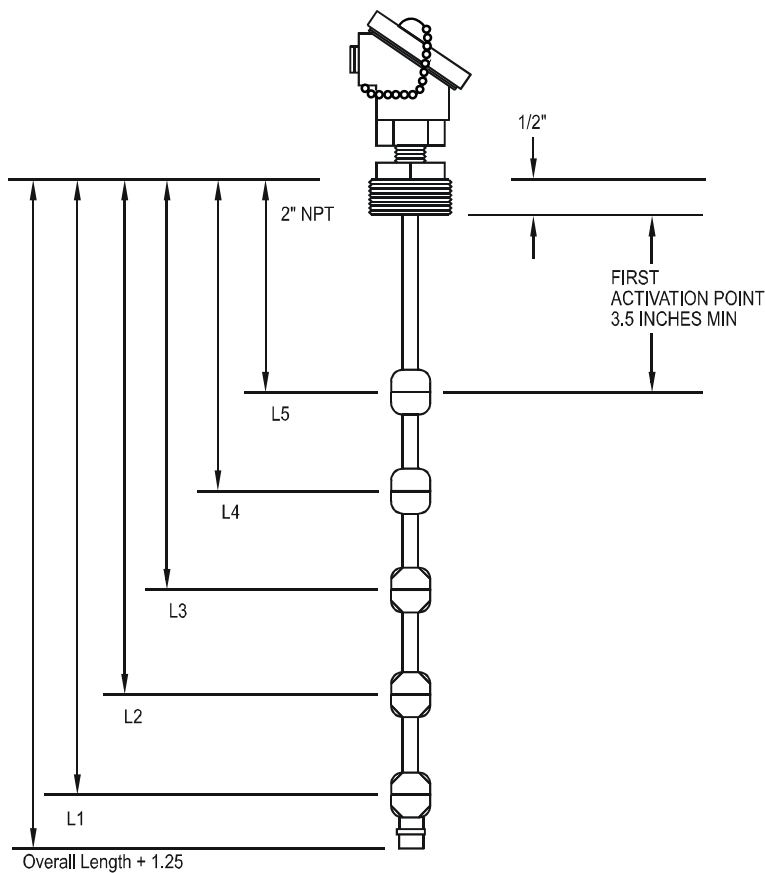 1/2"
2" NPT
FIRST
ACTIVATION POINT
3.5 INCHES MIN
L5
L4
L3
L2
L1
Overall Length + 1.25